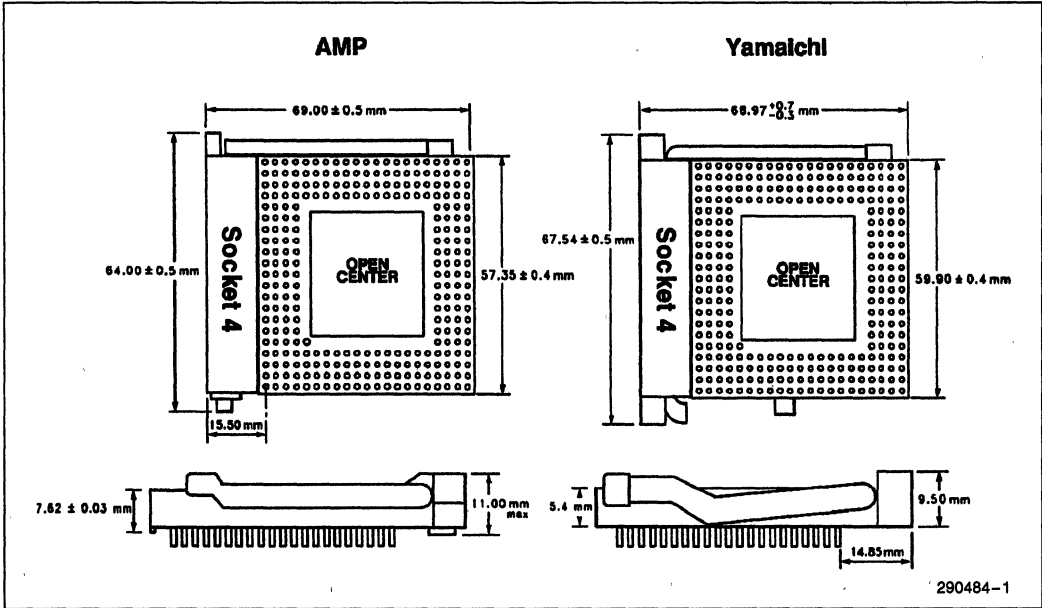 AMP
Yamaichi
69.00 ± 0.5 mm
68.97 +0.7 -0.3 mm
Socket 4
OPEN
CENTER
64.00 ± 0.5 mm
57.35 ± 0.4 mm
15.50 mm
Socket 4
OPEN
CENTER
67.54 ± 0.5 mm
59.90 ± 0.4 mm
7.62 ± 0.03 mm
11.00 mm
max
5.4 mm
9.50 mm
14.85mm
290484-1